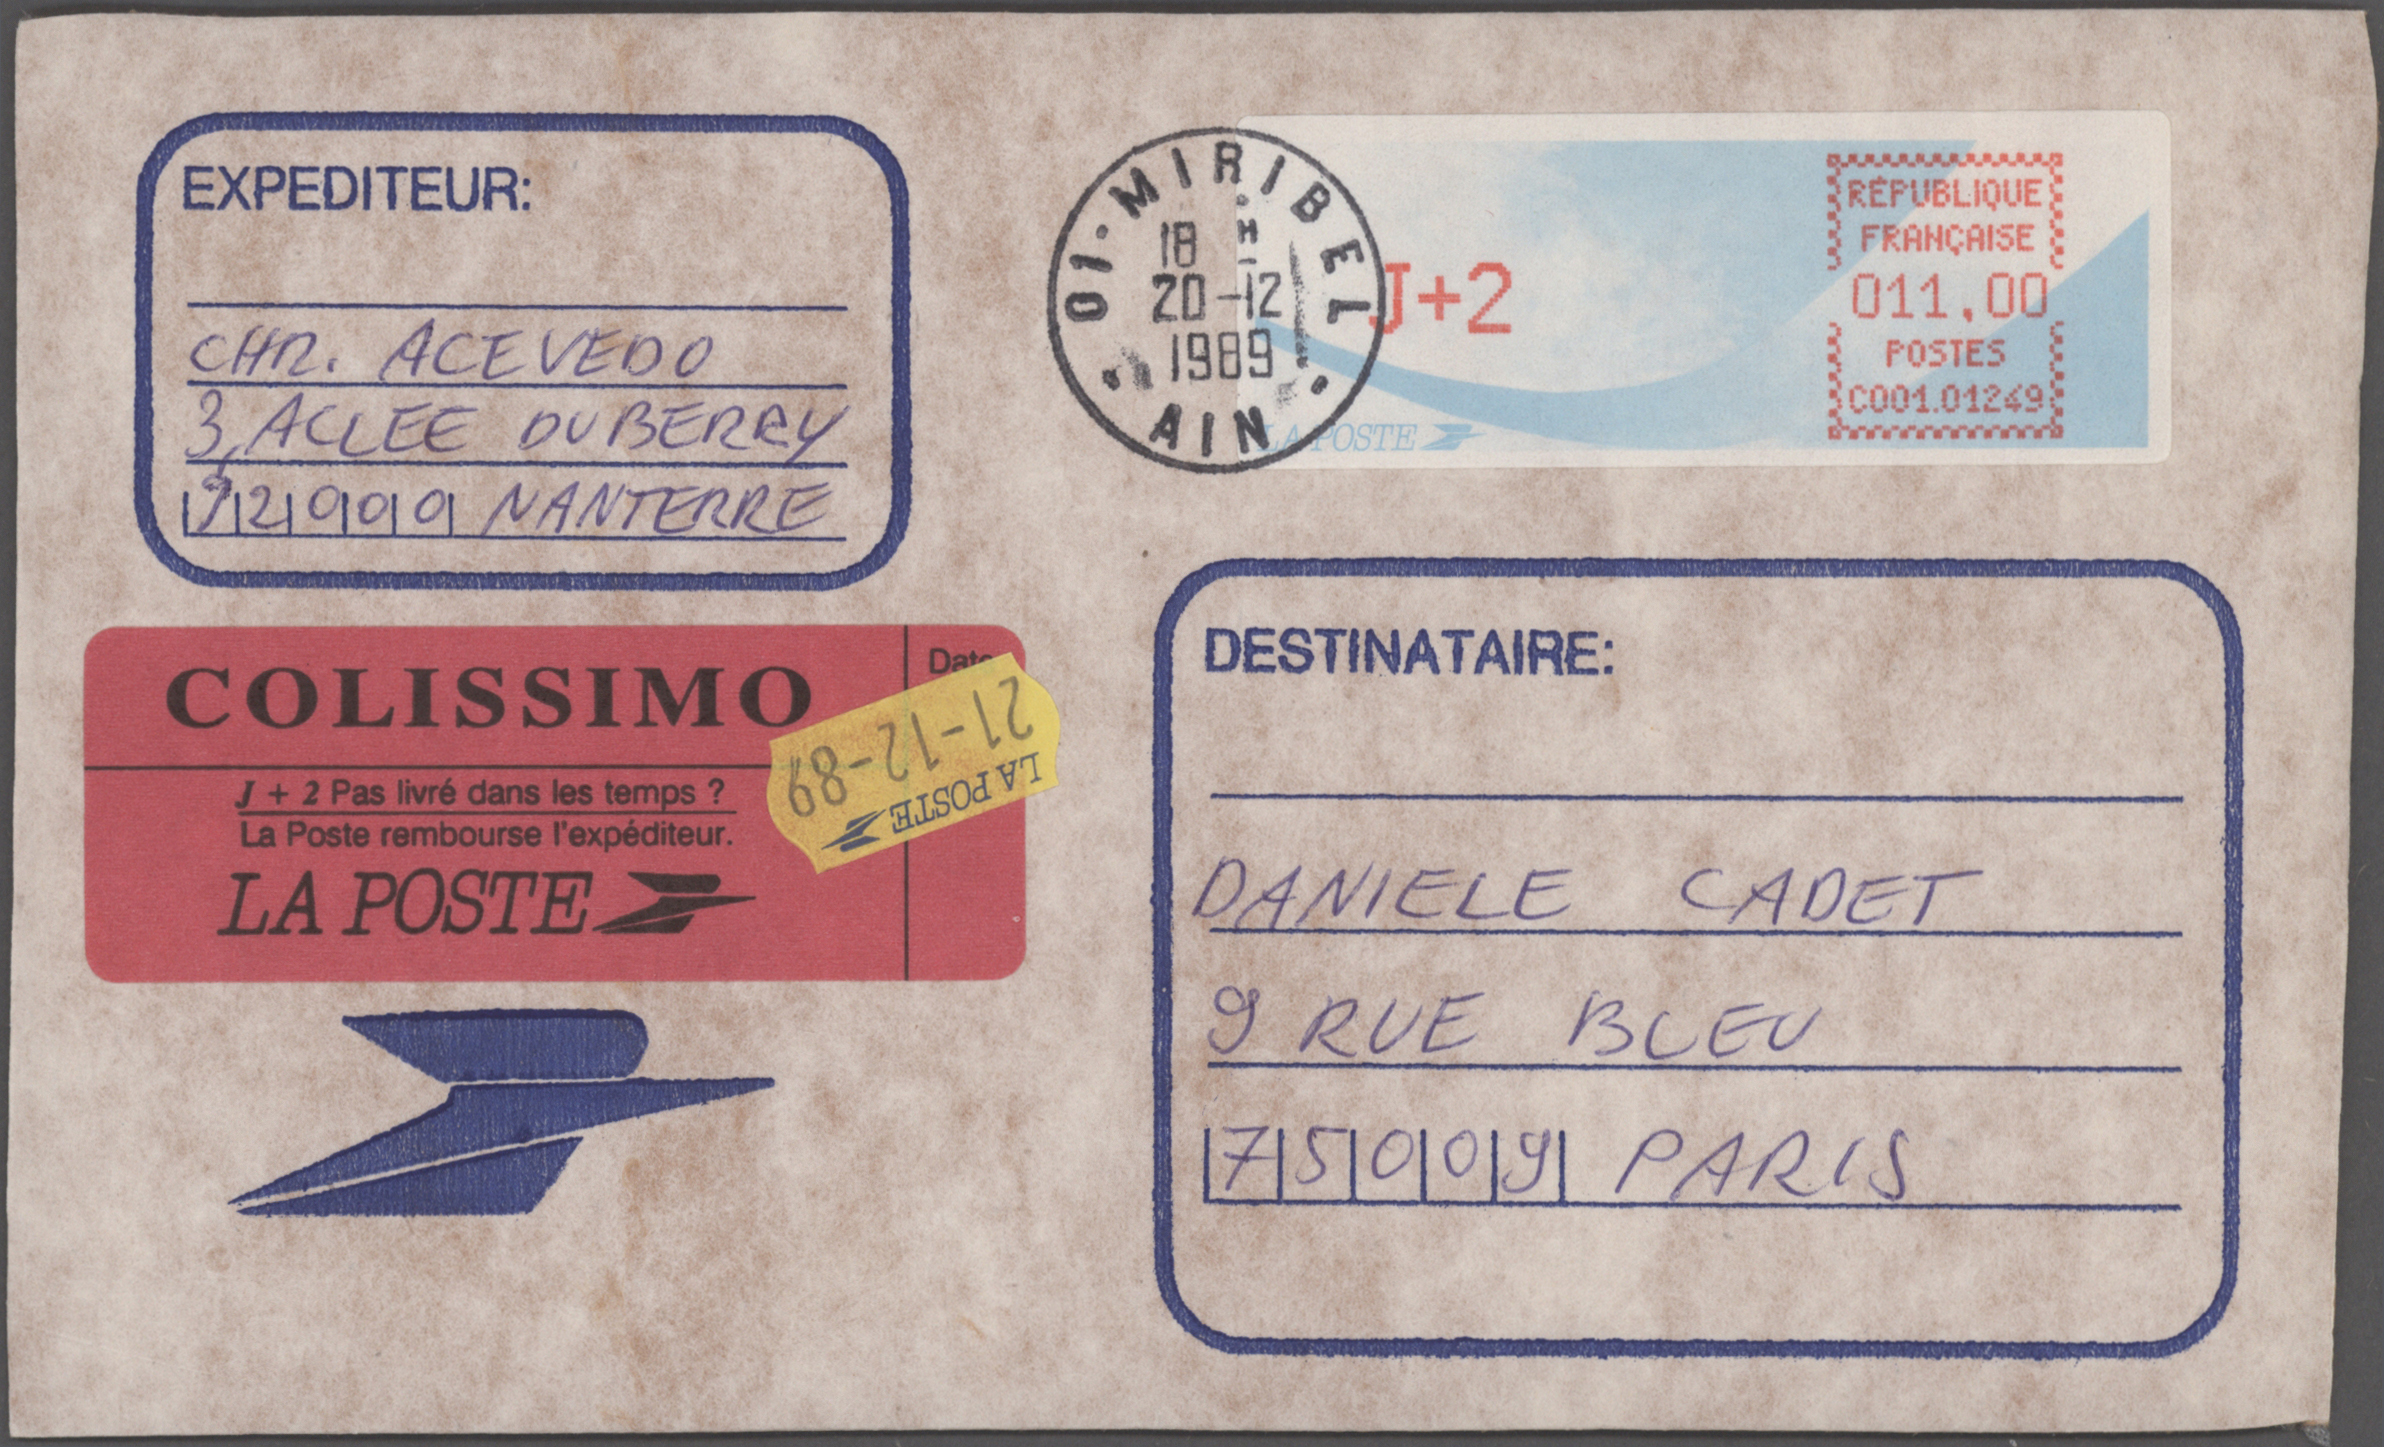 EXPEDITEUR:
CHR. ACEVEDO
3, ALLEE DU BERRY
92000 NANTERRE
01·MIRIBEL
18 H
20-12
1989
AIN
J+2
LA POSTE
RÉPUBLIQUE
FRANÇAISE
011,00
POSTES
C001.01249
COLISSIMO
Date
21-12-89
LA POSTE
J + 2 Pas livré dans les temps ?
La Poste rembourse l'expéditeur.
LA POSTE
DESTINATAIRE:
DANIELE CADET
9 RUE BLEU
75009 PARIS